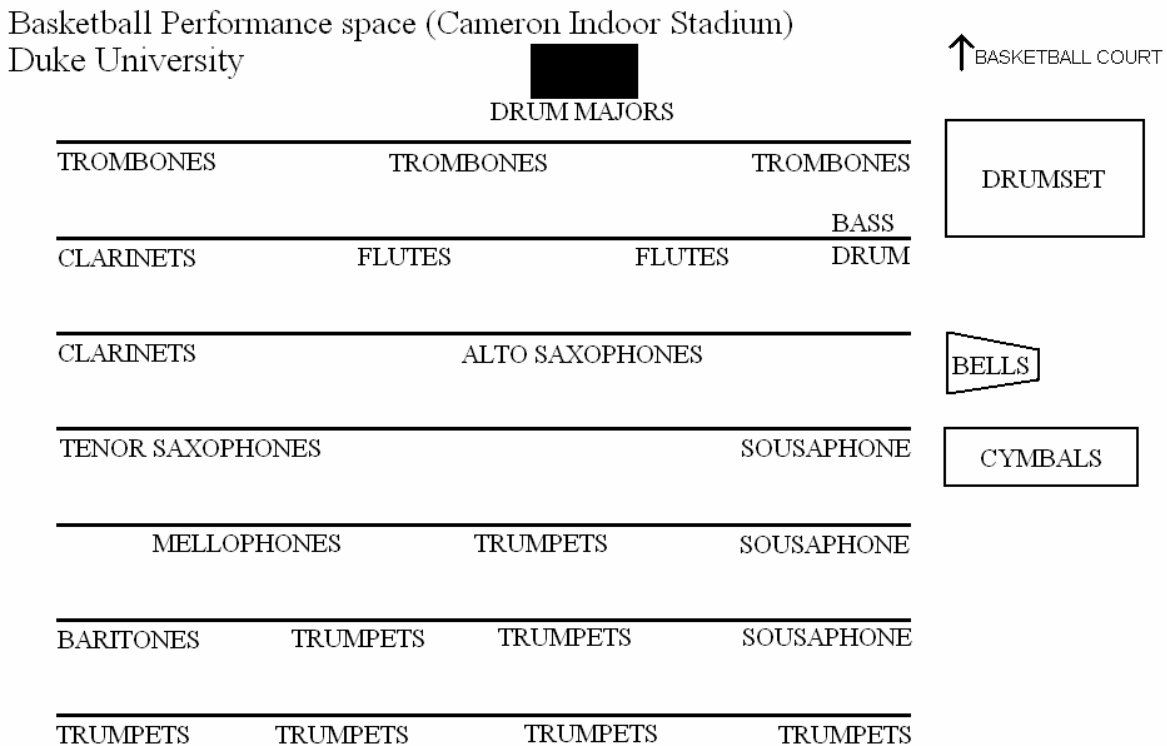 Basketball Performance space (Cameron Indoor Stadium)
Duke University
BASKETBALL COURT
DRUM MAJORS
TROMBONES TROMBONES TROMBONES
DRUMSET
BASS
CLARINETS FLUTES FLUTES DRUM
CLARINETS ALTO SAXOPHONES
BELLS
TENOR SAXOPHONES SOUSAPHONE
CYMBALS
MELLOPHONES TRUMPETS SOUSAPHONE
BARITONES TRUMPETS TRUMPETS SOUSAPHONE
TRUMPETS TRUMPETS TRUMPETS TRUMPETS